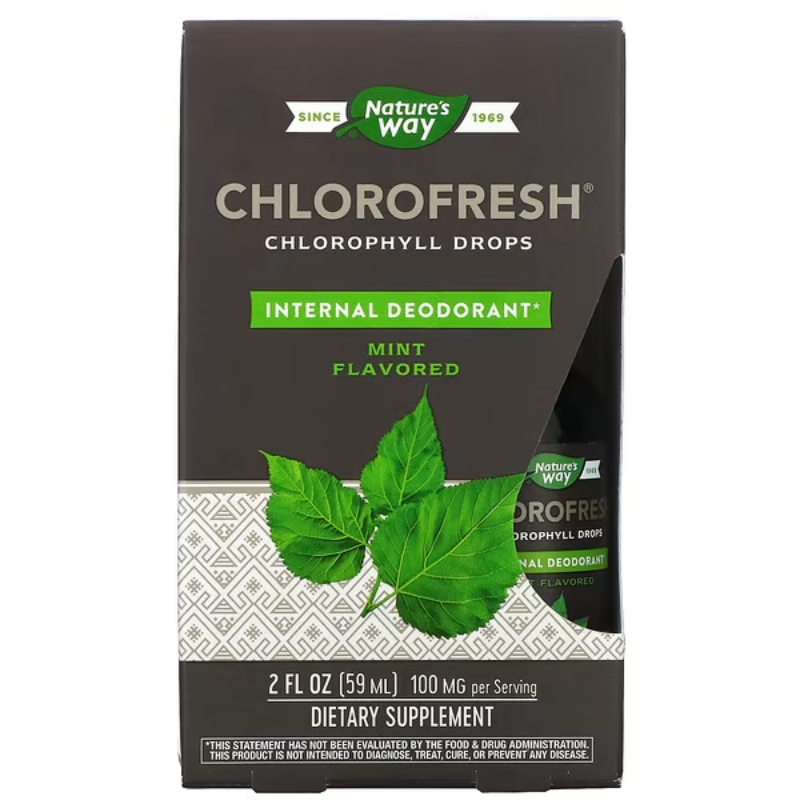 SINCE Nature's Way 1969
CHLOROFRESH®
CHLOROPHYLL DROPS
INTERNAL DEODORANT*
MINT
FLAVORED
Nature's
Way
OROFRES
OROPHYLL DROPS
NAL DEODORANT*
T FLAVORED
2 FL OZ (59 ML) 100 MG per Serving
DIETARY SUPPLEMENT
*THIS STATEMENT HAS NOT BEEN EVALUATED BY THE FOOD & DRUG ADMINISTRATION.
THIS PRODUCT IS NOT INTENDED TO DIAGNOSE, TREAT, CURE, OR PREVENT ANY DISEASE.